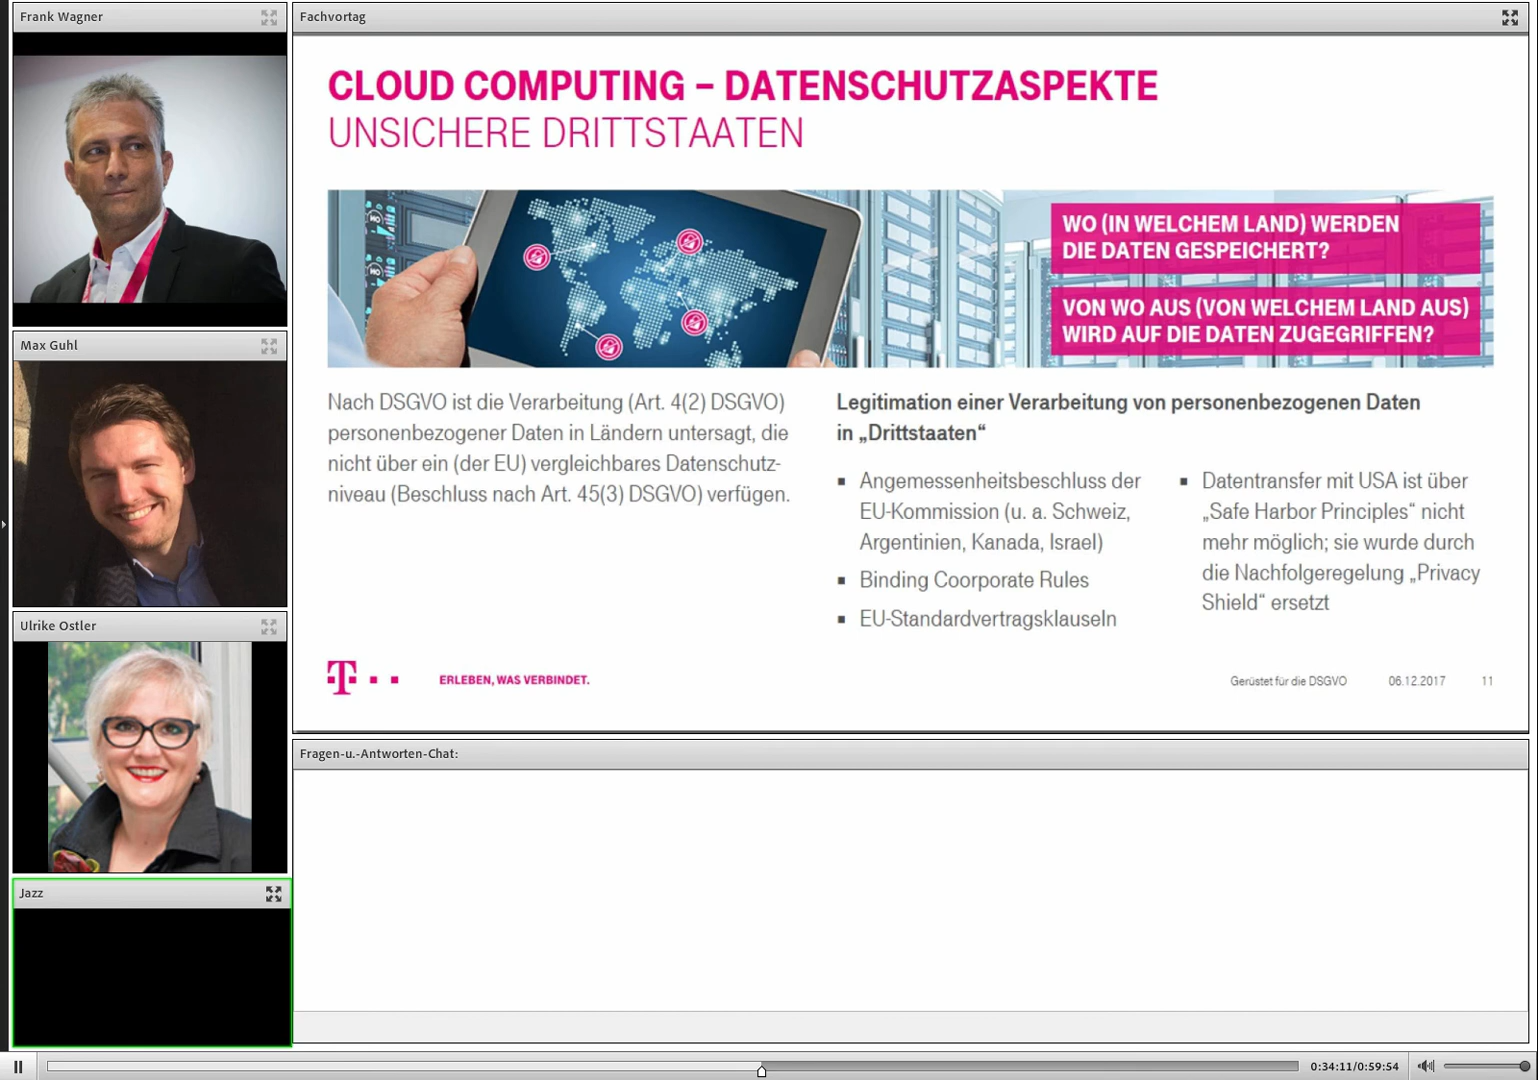 Frank Wagner
Max Guhl
Ulrike Ostler
Jazz
Fachvortag
CLOUD COMPUTING – DATENSCHUTZASPEKTE
UNSICHERE DRITTSTAATEN
HO
HO
WO (IN WELCHEM LAND) WERDEN
DIE DATEN GESPEICHERT?
VON WO AUS (VON WELCHEM LAND AUS)
WIRD AUF DIE DATEN ZUGEGRIFFEN?
Nach DSGVO ist die Verarbeitung (Art. 4(2) DSGVO)
personenbezogener Daten in Ländern untersagt, die
nicht über ein (der EU) vergleichbares Datenschutz-
niveau (Beschluss nach Art. 45(3) DSGVO) verfügen.
Legitimation einer Verarbeitung von personenbezogenen Daten
in „Drittstaaten“
▪ Angemessenheitsbeschluss der
EU-Kommission (u. a. Schweiz,
Argentinien, Kanada, Israel)
▪ Binding Coorporate Rules
▪ EU-Standardvertragsklauseln
▪ Datentransfer mit USA ist über
„Safe Harbor Principles“ nicht
mehr möglich; sie wurde durch
die Nachfolgeregelung „Privacy
Shield“ ersetzt
T
ERLEBEN, WAS VERBINDET.
Gerüstet für die DSGVO 06.12.2017 11
Fragen-u.-Antworten-Chat:
0:34:11/0:59:54